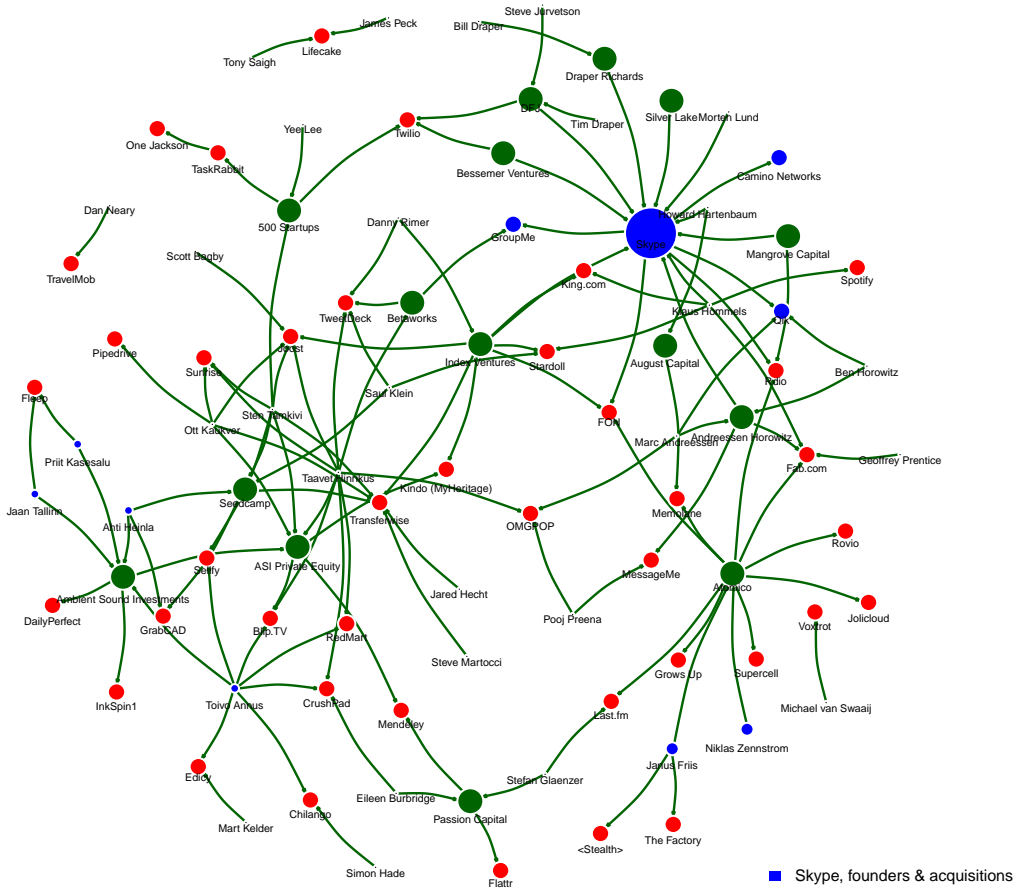 Steve Jurvetson
James Peck
Bill Draper
Lifecake
Tony Saigh
Draper Richards
DFJ
Silver Lake
Morten Lund
Tim Draper
Yee Lee
Twilio
One Jackson
TaskRabbit
Bessemer Ventures
Camino Networks
Dan Neary
Danny Rimer
Howard Hartenbaum
500 Startups
GroupMe
Skype
Mangrove Capital
Scott Bagby
TravelMob
King.com
Spotify
Klaus Hommels
TweetDeck
Betaworks
Qik
Pipedrive
Joost
Index Ventures
Stardoll
August Capital
Sunrise
Rdio
Ben Horowitz
Fleep
Saul Klein
Sten Tamkivi
FON
Ott Kaukver
Marc Andreessen
Andreessen Horowitz
Priit Kasesalu
Geoffrey Prentice
Fab.com
Taavet Hinrikus
Kindo (MyHeritage)
Jaan Tallinn
Seedcamp
Memolane
Ahti Heinla
Transferwise
OMGPOP
Rovio
Selfy
ASI Private Equity
MessageMe
Atomico
Ambient Sound Investments
Jared Hecht
DailyPerfect
GrabCAD
Blip.TV
RedMart
Pooj Preena
Jolicloud
Voxtrot
Steve Martocci
Grows Up
Supercell
InkSpin1
Toivo Annus
CrushPad
Michael van Swaaij
Mendeley
Last.fm
Niklas Zennstrom
Janus Friis
Edicy
Stefan Glaenzer
Eileen Burbridge
Chilango
Passion Capital
Mart Kelder
The Factory
<Stealth>
Simon Hade
Flattr
Skype, founders & acquisitions